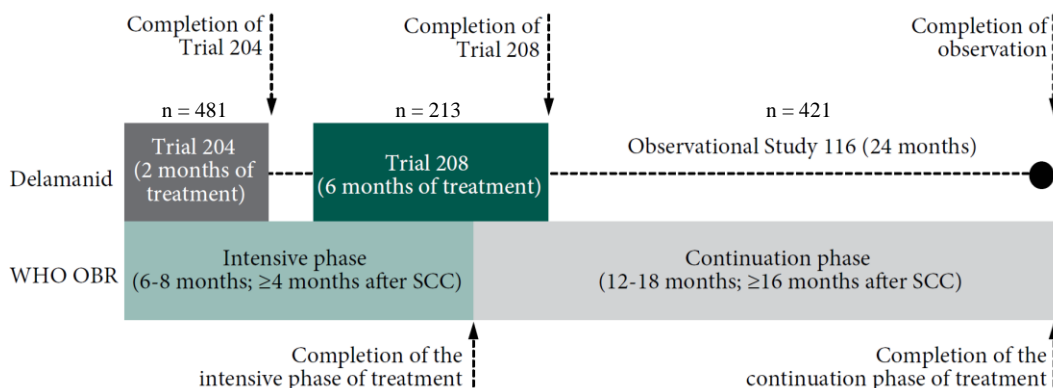 Completion of
Trial 204
Completion of
Trial 208
Completion of
observation
n = 481
n = 213
n = 421
Delamanid
Trial 204
(2 months of
treatment)
Trial 208
(6 months of treatment)
Observational Study 116 (24 months)
WHO OBR
Intensive phase
(6-8 months; ≥4 months after SCC)
Continuation phase
(12-18 months; ≥16 months after SCC)
Completion of the
intensive phase of treatment
Completion of the
continuation phase of treatment